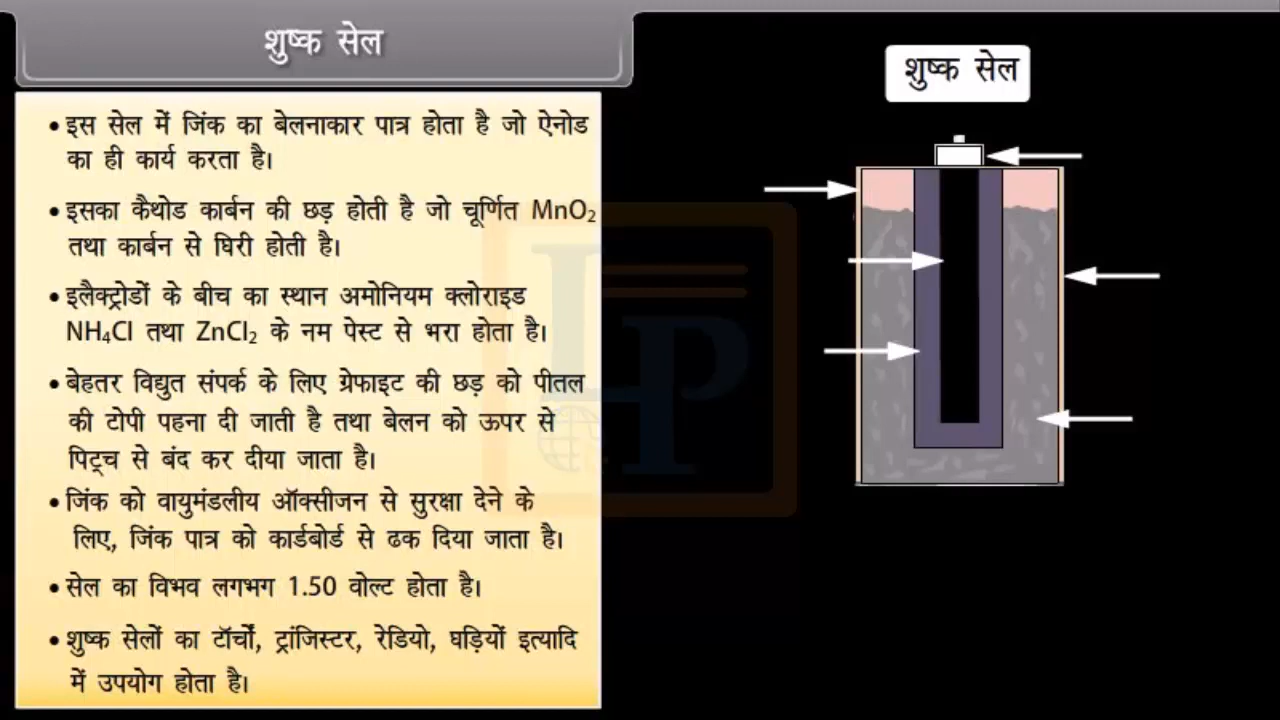 शुष्क सेल
• इस सेल में जिंक का बेलनाकार पात्र होता है जो ऐनोड
का ही कार्य करता है।
• इसका कैथोड कार्बन की छड़ होती है जो चूर्णित MnO₂
तथा कार्बन से घिरी होती है।
• इलैक्ट्रोडों के बीच का स्थान अमोनियम क्लोराइड
NH₄Cl तथा ZnCl₂ के नम पेस्ट से भरा होता है।
• बेहतर विद्युत संपर्क के लिए ग्रेफाइट की छड़ को पीतल
की टोपी पहना दी जाती है तथा बेलन को ऊपर से
पिट्च से बंद कर दीया जाता है।
• जिंक को वायुमंडलीय ऑक्सीजन से सुरक्षा देने के
लिए, जिंक पात्र को कार्डबोर्ड से ढक दिया जाता है।
• सेल का विभव लगभग 1.50 वोल्ट होता है।
• शुष्क सेलों का टॉर्चों, ट्रांजिस्टर, रेडियो, घड़ियों इत्यादि
में उपयोग होता है।
शुष्क सेल
LHP